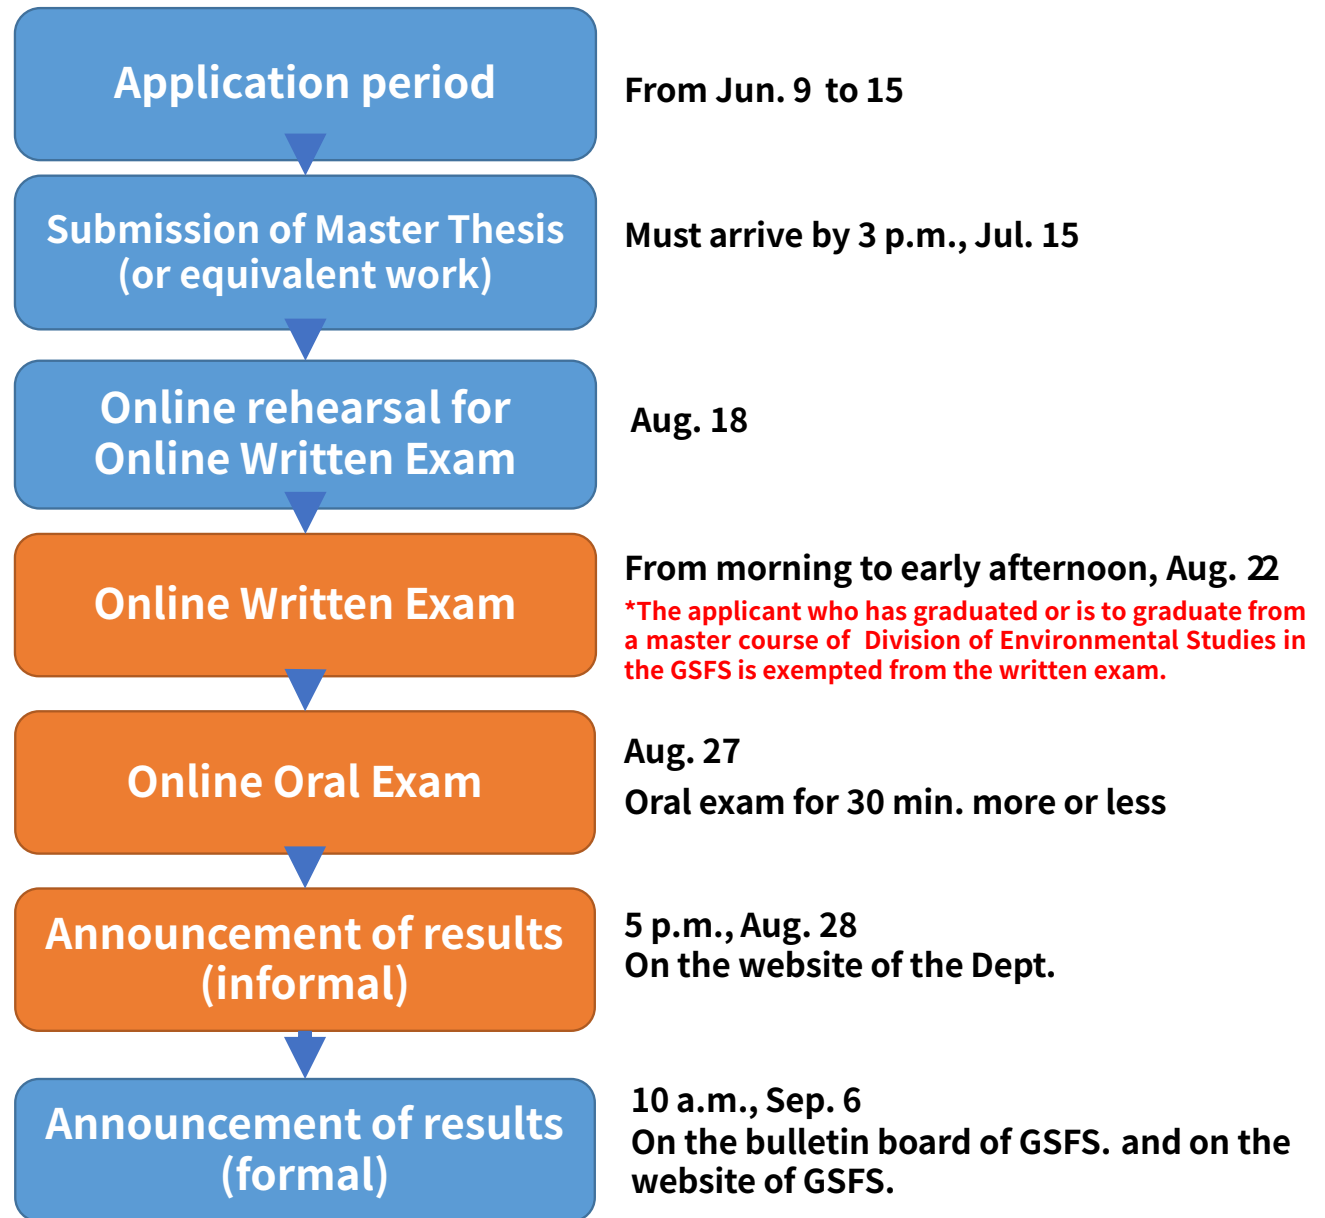 Application period
From Jun. 9 to 15
Submission of Master Thesis
(or equivalent work)
Must arrive by 3 p.m., Jul. 15
Online rehearsal for
Online Written Exam
Aug. 18
Online Written Exam
From morning to early afternoon, Aug. 22
*The applicant who has graduated or is to graduate from
a master course of Division of Environmental Studies in
the GSFS is exempted from the written exam.
Online Oral Exam
Aug. 27
Oral exam for 30 min. more or less
Announcement of results
(informal)
5 p.m., Aug. 28
On the website of the Dept.
Announcement of results
(formal)
10 a.m., Sep. 6
On the bulletin board of GSFS. and on the
website of GSFS.